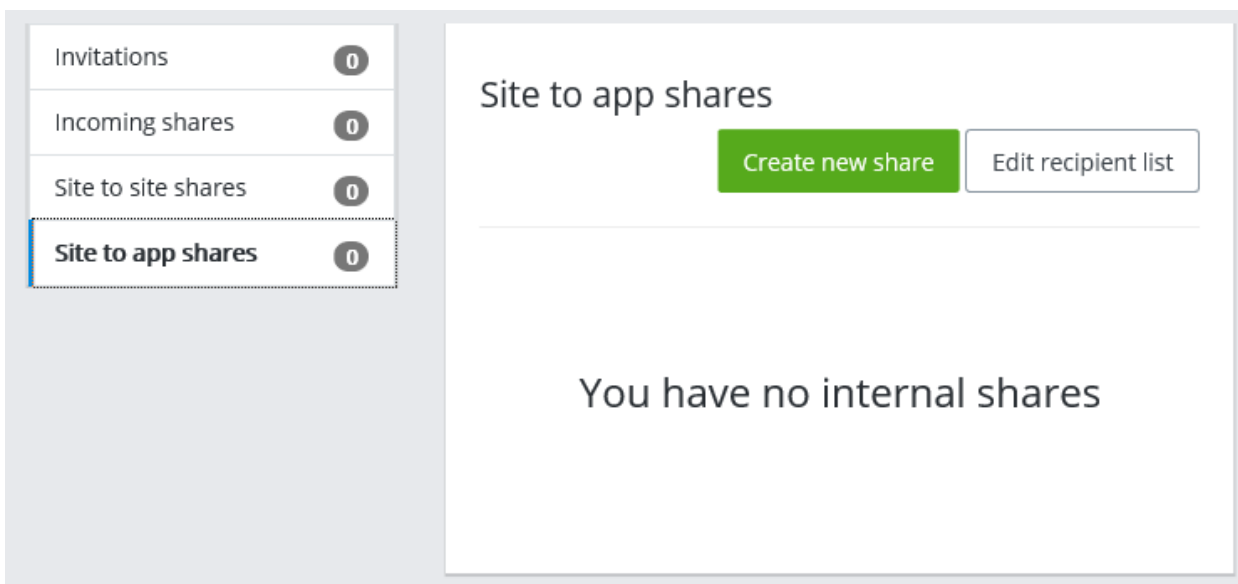 Invitations 0
Incoming shares 0
Site to site shares 0
Site to app shares 0
Site to app shares
Create new share Edit recipient list
You have no internal shares